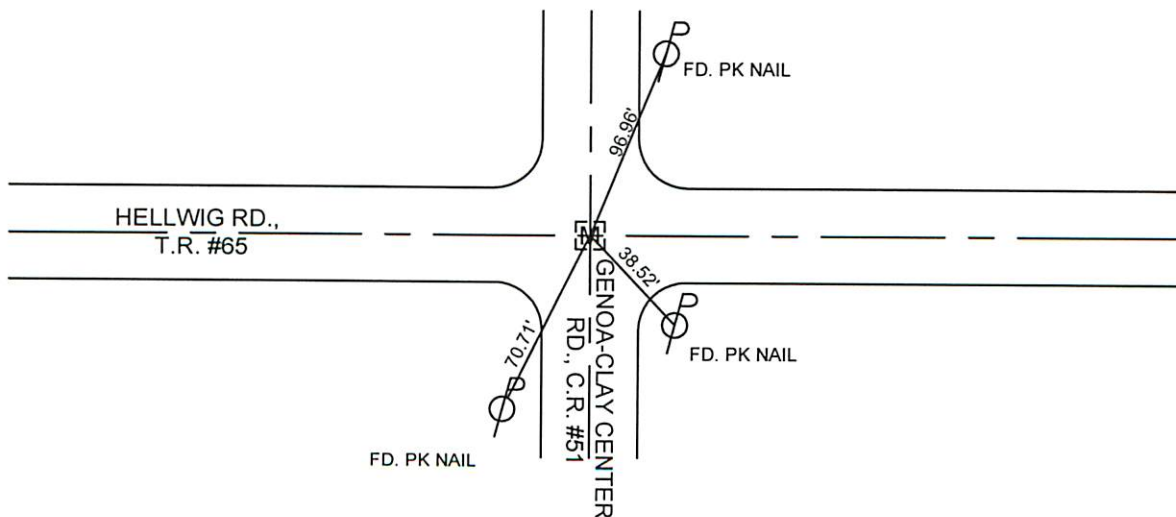 FD. PK NAIL
96.96'
HELLWIG RD.,
T.R. #65
M
38.52'
GENOA-CLAY CENTER
RD., C.R. #51
70.71'
FD. PK NAIL
FD. PK NAIL